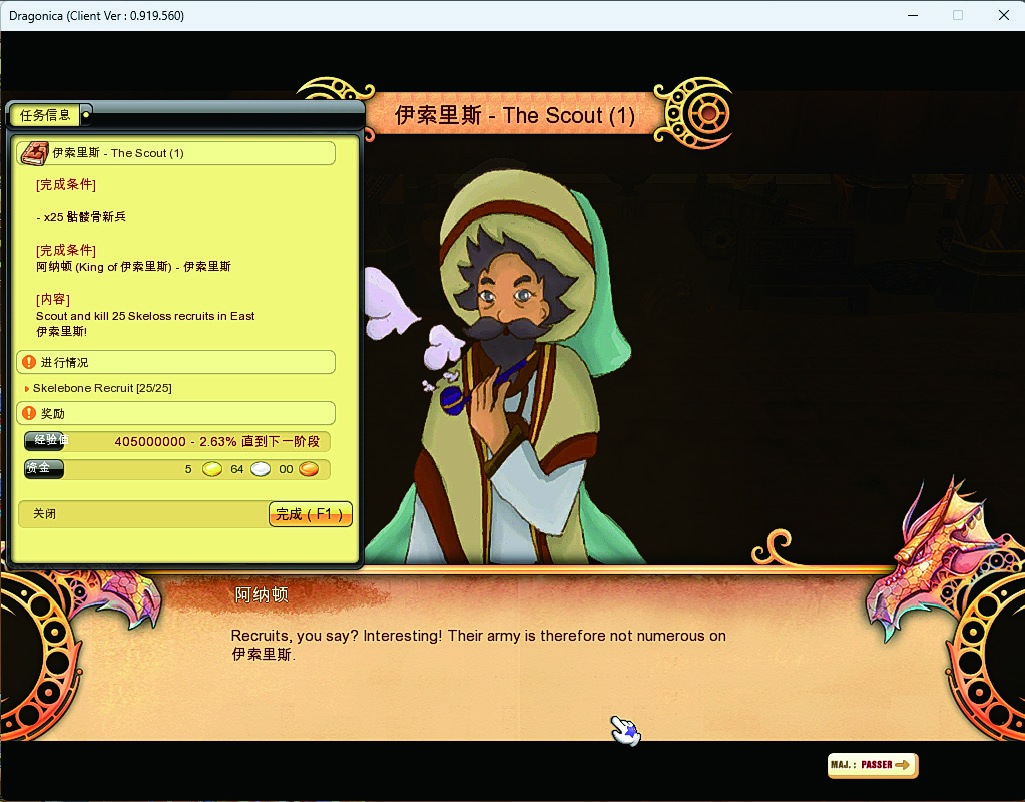 Dragonica (Client Ver : 0.919.560)
伊索里斯 - The Scout (1)
任务信息
伊索里斯 - The Scout (1)
[完成条件]
- x25 骷髅骨新兵
[完成条件]
阿纳顿 (King of 伊索里斯) - 伊索里斯
[内容]
Scout and kill 25 Skeloss recruits in East
伊索里斯!
进行情况
Skelebone Recruit [25/25]
奖励
经验值 405000000 - 2.63% 直到下一阶段
资金 5 64 00
关闭 完成 ( F1 )
阿纳顿
Recruits, you say? Interesting! Their army is therefore not numerous on
伊索里斯.
MAJ. : PASSER